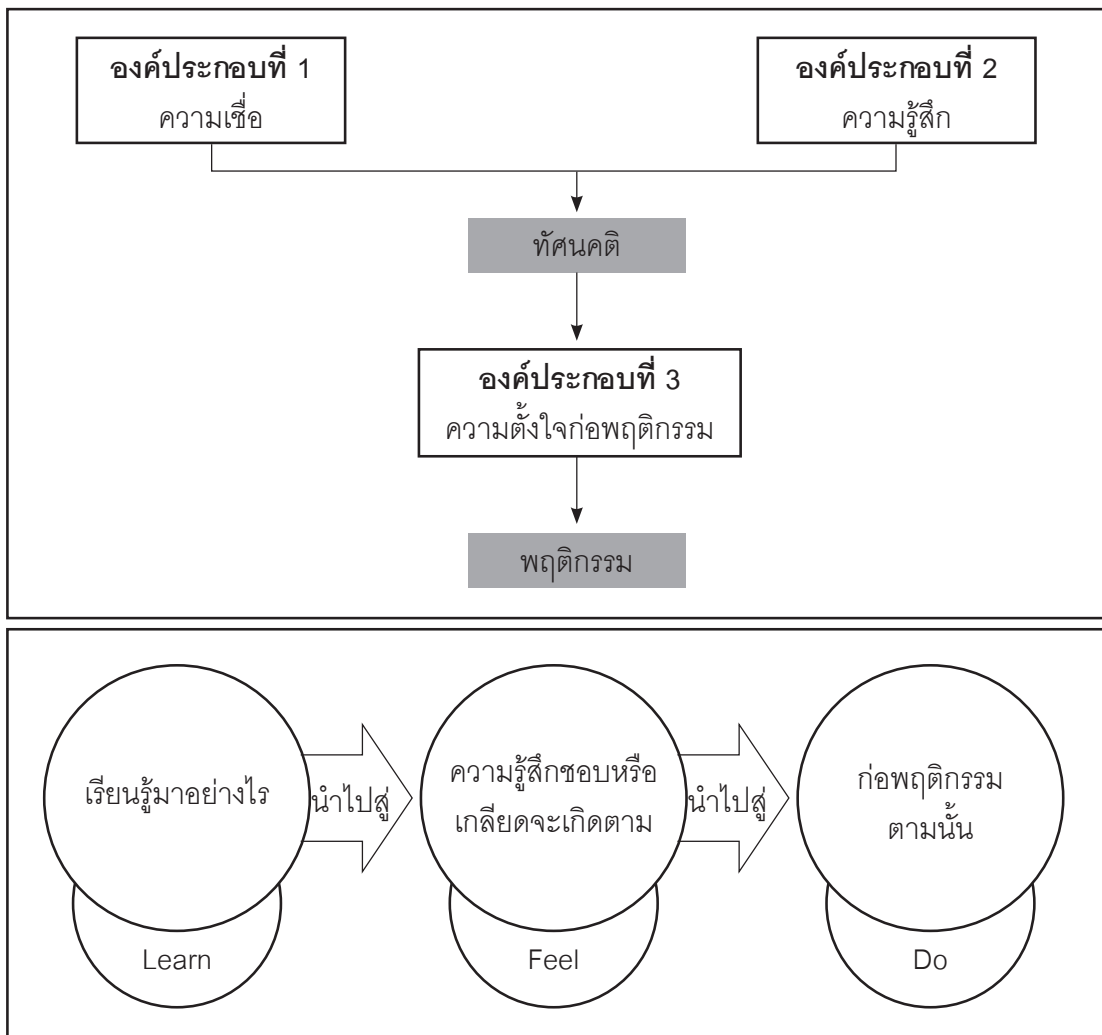 องค์ประกอบที่ 1
ความเชื่อ
องค์ประกอบที่ 2
ความรู้สึก
ทัศนคติ
องค์ประกอบที่ 3
ความตั้งใจก่อพฤติกรรม
พฤติกรรม
เรียนรู้มาอย่างไร
นำไปสู่
ความรู้สึกชอบหรือ
เกลียดจะเกิดตาม
นำไปสู่
ก่อพฤติกรรม
ตามนั้น
Learn
Feel
Do